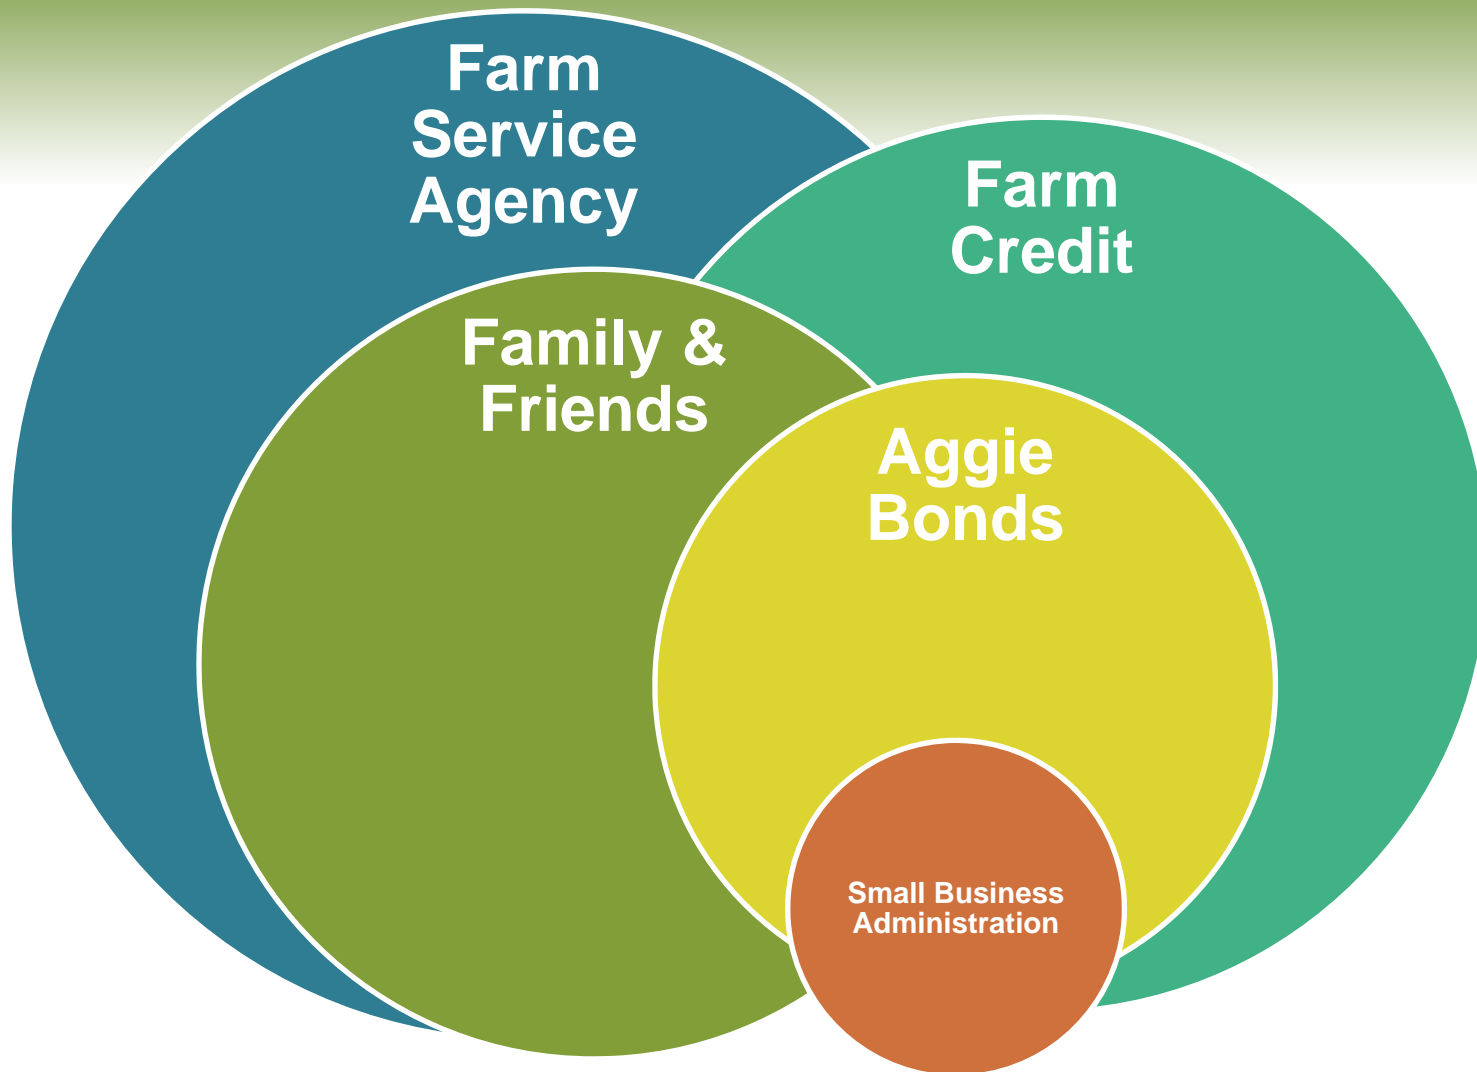 Farm
Service
Agency
Farm
Credit
Family &
Friends
Aggie
Bonds
Small Business
Administration